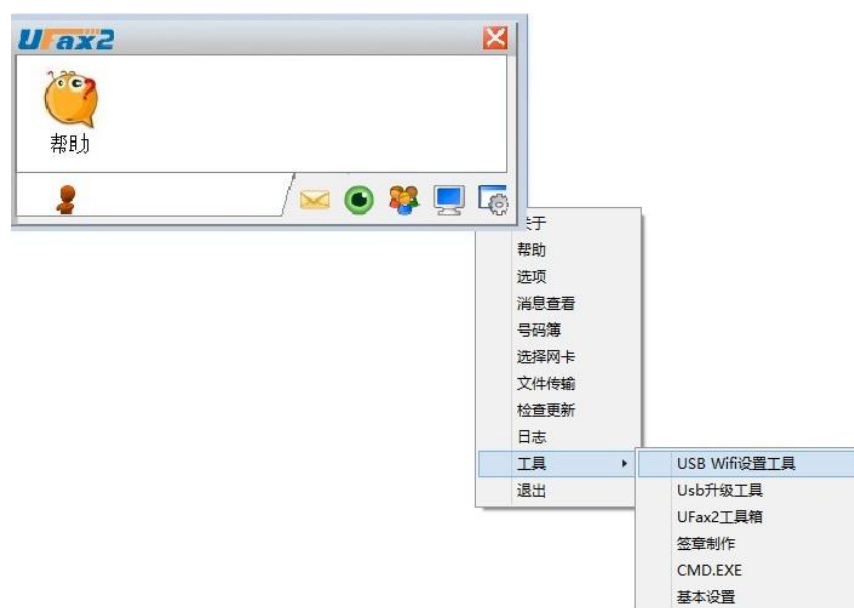 UFax2
帮助
关于
帮助
选项
消息查看
号码簿
选择网卡
文件传输
检查更新
日志
工具
退出
USB Wifi设置工具
Usb升级工具
UFax2工具箱
签章制作
CMD.EXE
基本设置